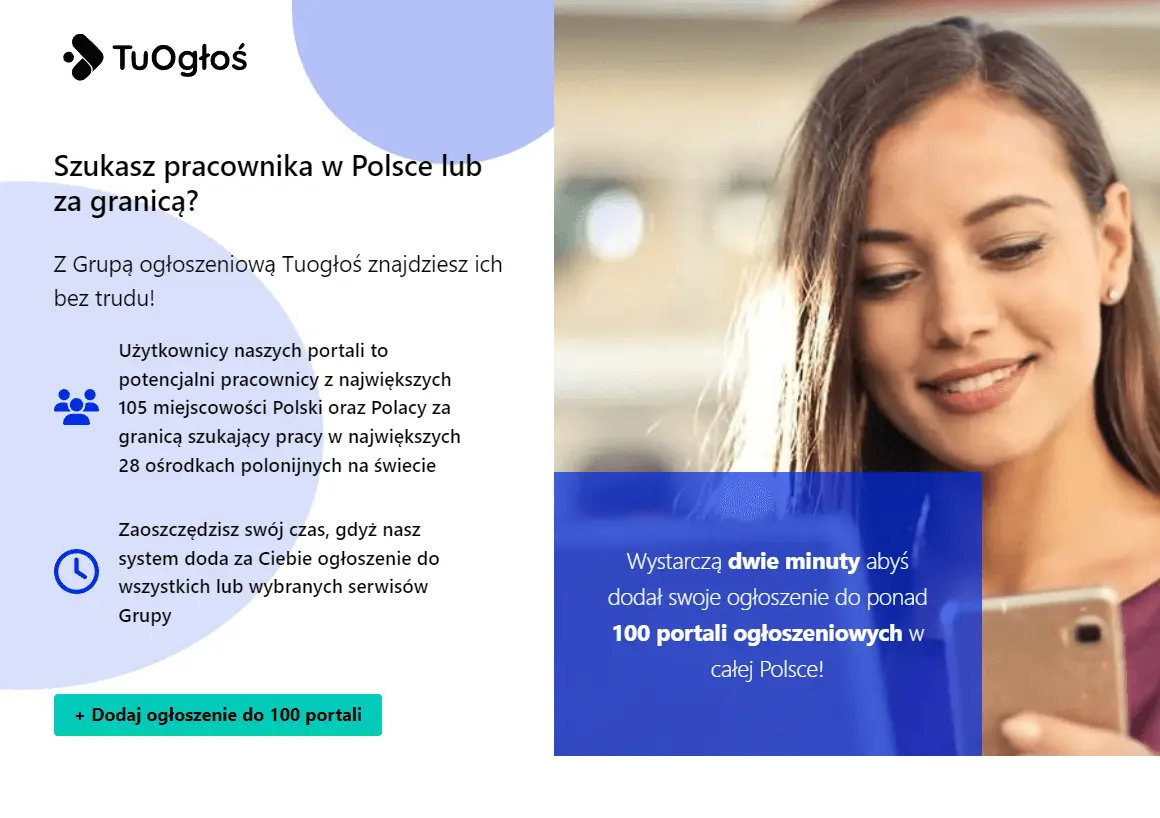 TuOgłoś
Szukasz pracownika w Polsce lub
za granicą?
Z Grupą ogłoszeniową Tuogłoś znajdziesz ich
bez trudu!
Użytkownicy naszych portali to
potencjalni pracownicy z największych
105 miejscowości Polski oraz Polacy za
granicą szukający pracy w największych
28 ośrodkach polonijnych na świecie
Zaoszczędzisz swój czas, gdyż nasz
system doda za Ciebie ogłoszenie do
wszystkich lub wybranych serwisów
Grupy
+ Dodaj ogłoszenie do 100 portali
Wystarczą dwie minuty abyś
dodał swoje ogłoszenie do ponad
100 portali ogłoszeniowych w
całej Polsce!